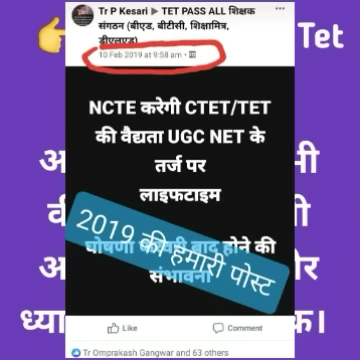 Tr P Kesari ▶ TET PASS ALL शिक्षक
संगठन (बीएड, बीटीसी, शिक्षामित्र,
डीएलएड)
10 Feb 2019 at 9:58 am
Tet
NCTE करेगी CTET/TET
की वैद्यता UGC NET के
तर्ज पर
लाइफटाइम
घोषणा बाद होने की
संभावना
2019 की हमारी पोस्ट
Like Comment
Tr Omprakash Gangwar and 63 others